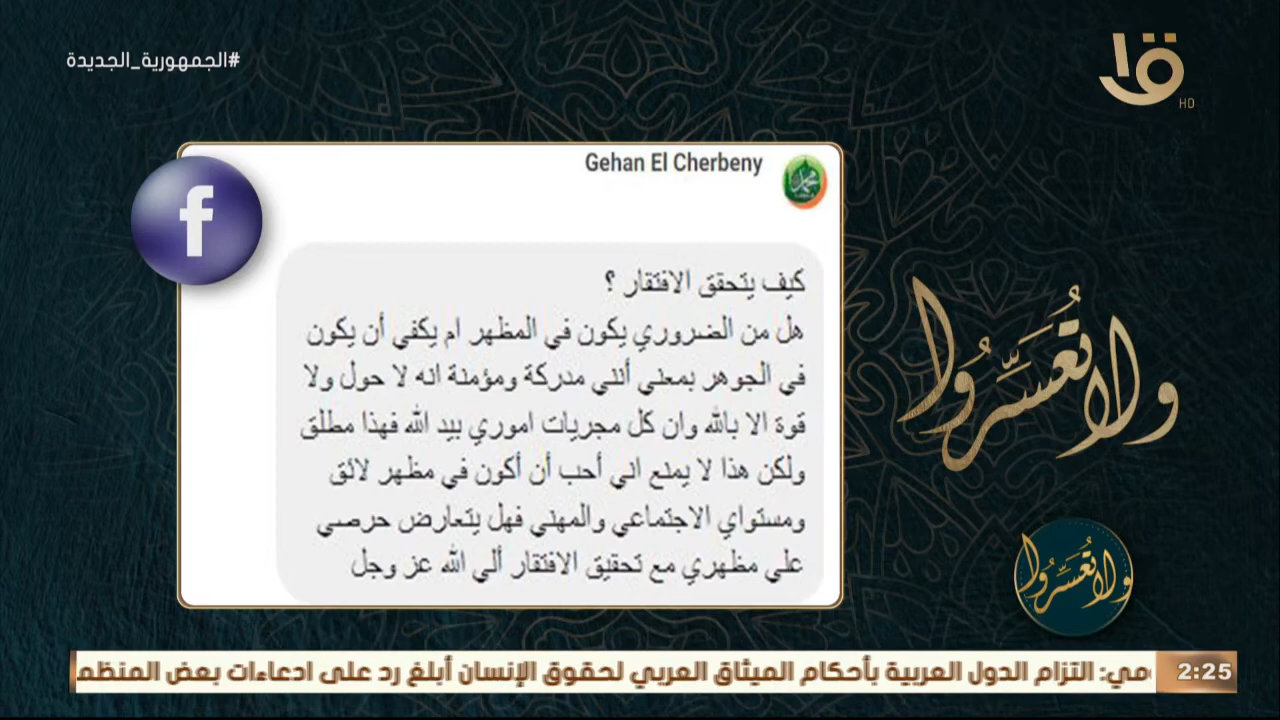 #الجمهورية_الجديدة
HD
Gehan El Cherbeny
f
كيف يتحقق الافتقار ؟
هل من الضروري يكون في المظهر ام يكفي أن يكون
في الجوهر بمعني أنني مدركة ومؤمنة انه لا حول ولا
قوة الا بالله وان كل مجريات اموري بيد الله فهذا مطلق
ولكن هذا لا يمنع اني أحب أن أكون في مظهر لائق
ومستواي الاجتماعي والمهني فهل يتعارض حرصي
علي مظهري مع تحقيق الافتقار ألي الله عز وجل
ولا تعسروا
ولا تعسروا
مي: التزام الدول العربية بأحكام الميثاق العربي لحقوق الإنسان أبلغ رد على ادعاءات بعض المنظم
2:25